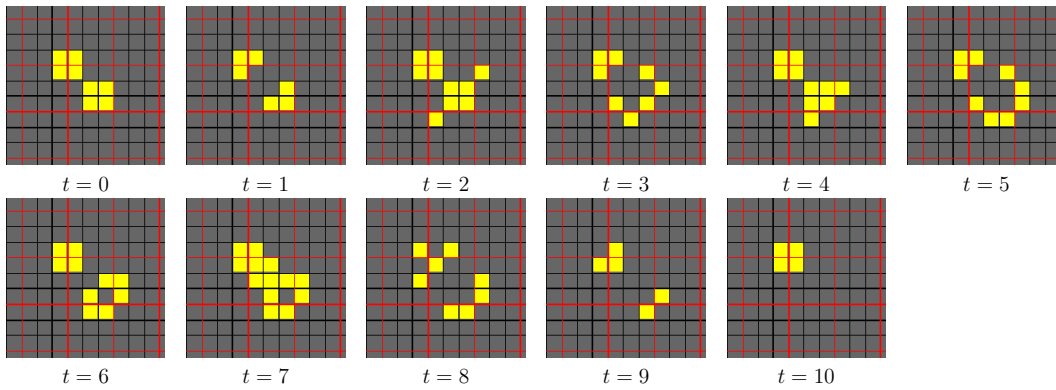 t = 0 t = 1 t = 2 t = 3 t = 4 t = 5
t = 6 t = 7 t = 8 t = 9 t = 10